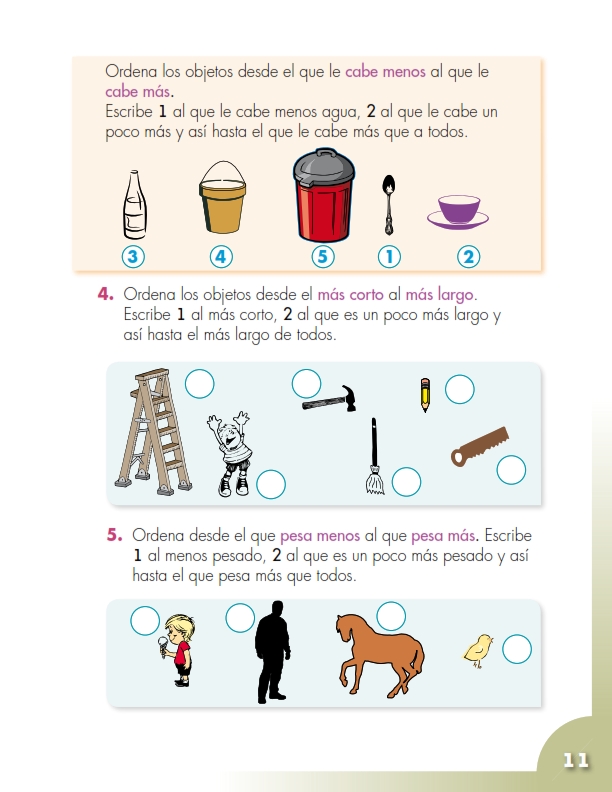 Ordena los objetos desde el que le cabe menos al que le
cabe más.
Escribe 1 al que le cabe menos agua, 2 al que le cabe un
poco más y así hasta el que le cabe más que a todos.
3 4 5 1 2
4. Ordena los objetos desde el más corto al más largo.
Escribe 1 al más corto, 2 al que es un poco más largo y
así hasta el más largo de todos.
5. Ordena desde el que pesa menos al que pesa más. Escribe
1 al menos pesado, 2 al que es un poco más pesado y así
hasta el que pesa más que todos.
11